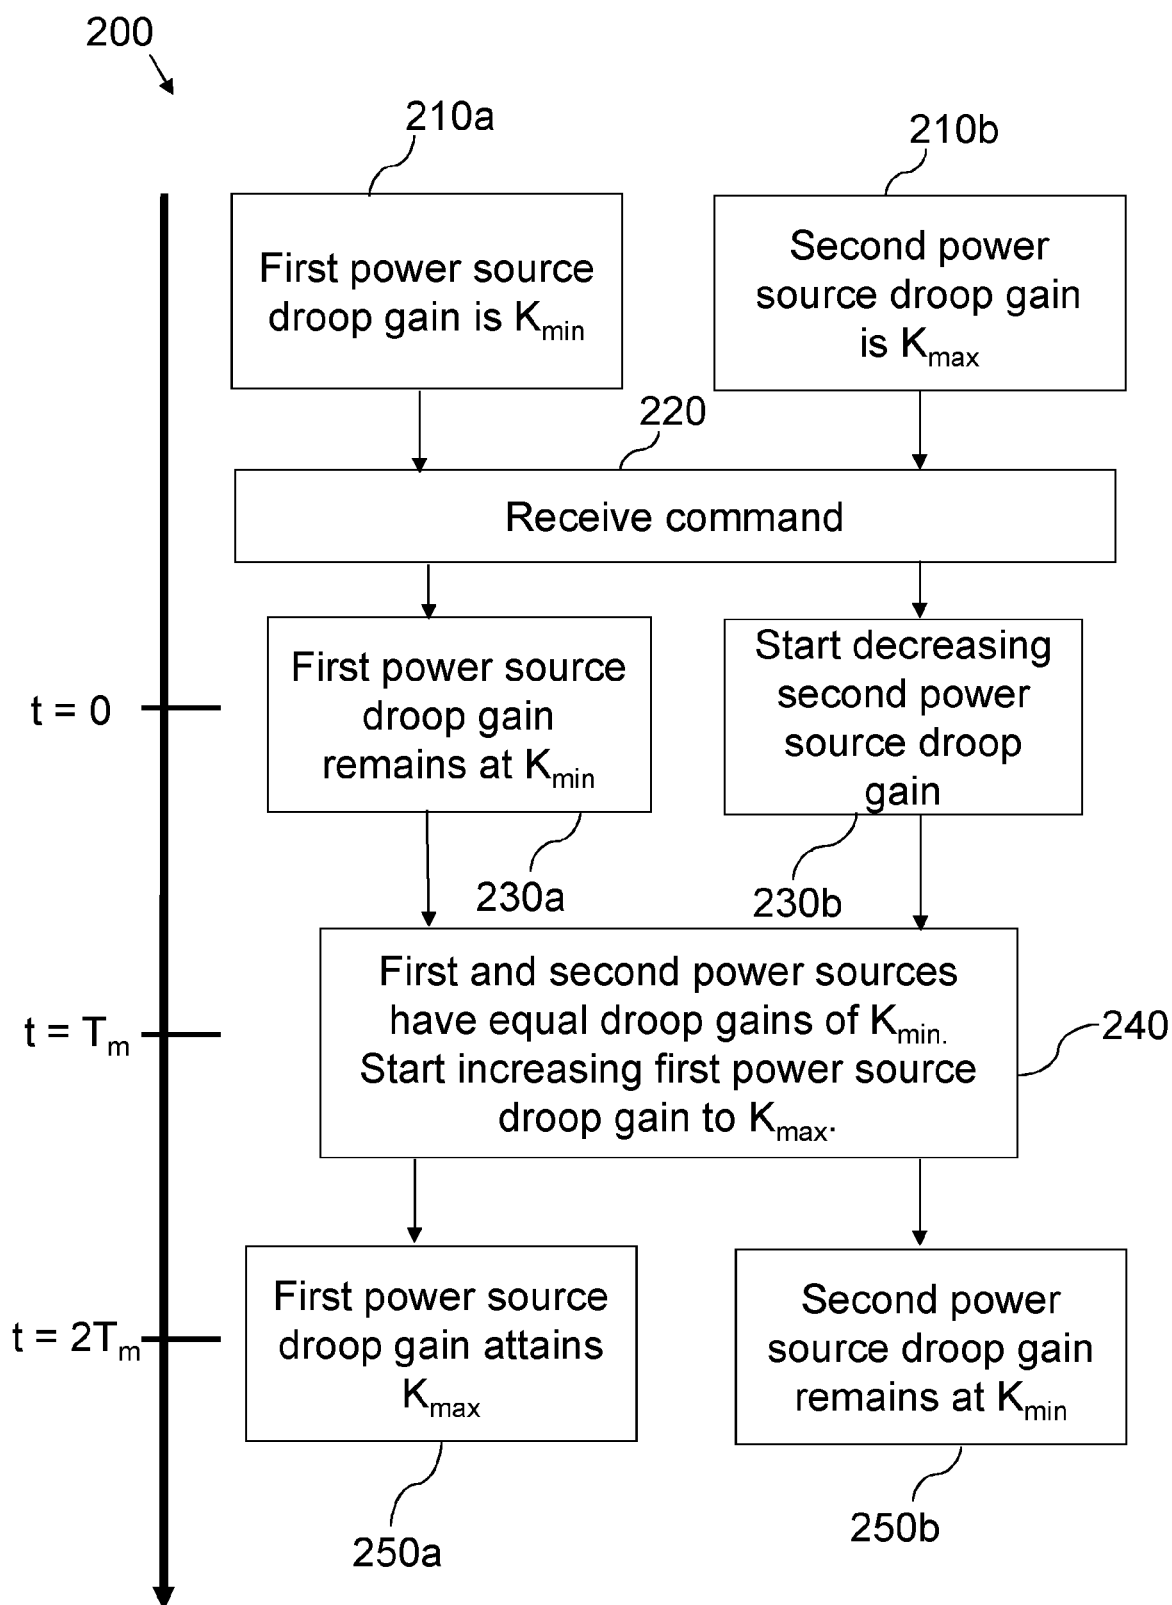 200
210a
210b
First power source
droop gain is Kmin
Second power
source droop gain
is Kmax
220
Receive command
t = 0
First power source
droop gain
remains at Kmin
Start decreasing
second power
source droop
gain
230a
230b
t = Tm
First and second power sources
have equal droop gains of Kmin.
Start increasing first power source
droop gain to Kmax.
240
t = 2Tm
First power source
droop gain attains
Kmax
Second power
source droop gain
remains at Kmin
250a
250b